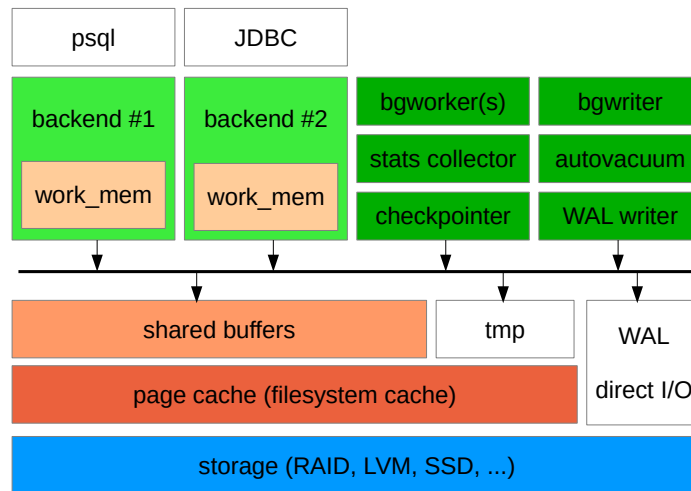 psql
JDBC
backend #1
backend #2
bgworker(s)
bgwriter
stats collector
autovacuum
work_mem
work_mem
checkpointer
WAL writer
shared buffers
tmp
WAL
page cache (filesystem cache)
direct I/O
storage (RAID, LVM, SSD, ...)